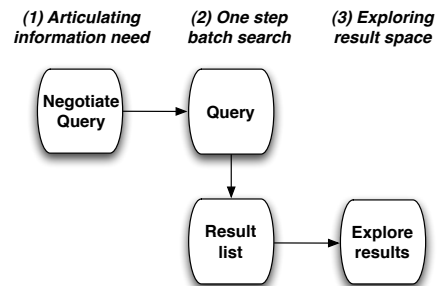 (1) Articulating
information need
(2) One step
batch search
(3) Exploring
result space
Negotiate
Query
Query
Result
list
Explore
results